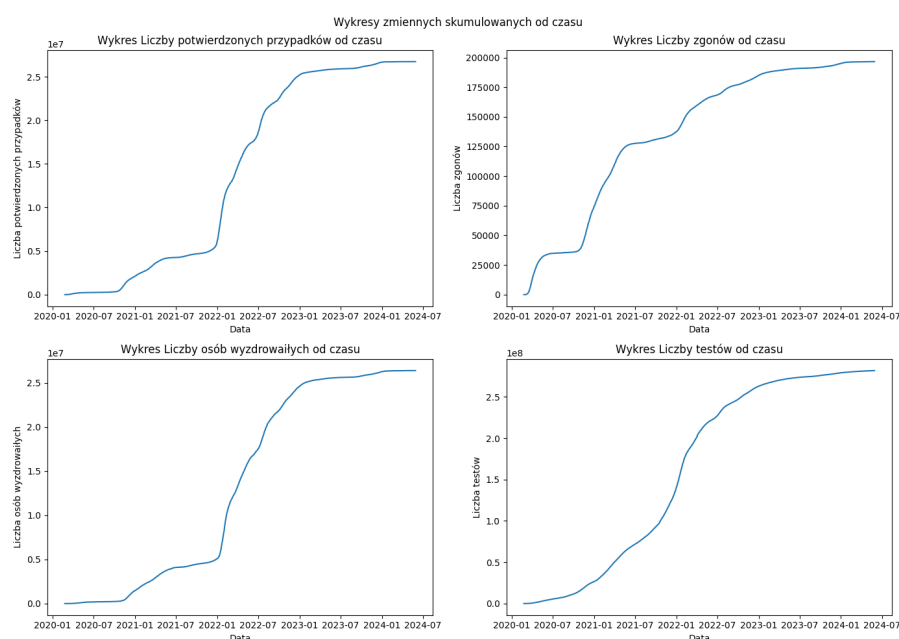 Wykresy zmiennych skumulowanych od czasu
Wykres Liczby potwierdzonych przypadków od czasu
1e7
2.5
2.0
1.5
1.0
0.5
0.0
Liczba potwierdzonych przypadków
2020-01 2020-07 2021-01 2021-07 2022-01 2022-07 2023-01 2023-07 2024-01 2024-07
Data
Wykres Liczby zgonów od czasu
200000
175000
150000
125000
100000
75000
50000
25000
0
Liczba zgonów
2020-01 2020-07 2021-01 2021-07 2022-01 2022-07 2023-01 2023-07 2024-01 2024-07
Data
Wykres Liczby osób wyzdrowaiłych od czasu
1e7
2.5
2.0
1.5
1.0
0.5
0.0
Liczba osób wyzdrowaiłych
2020-01 2020-07 2021-01 2021-07 2022-01 2022-07 2023-01 2023-07 2024-01 2024-07
Data
Wykres Liczby testów od czasu
1e8
2.5
2.0
1.5
1.0
0.5
0.0
Liczba testów
2020-01 2020-07 2021-01 2021-07 2022-01 2022-07 2023-01 2023-07 2024-01 2024-07
Data